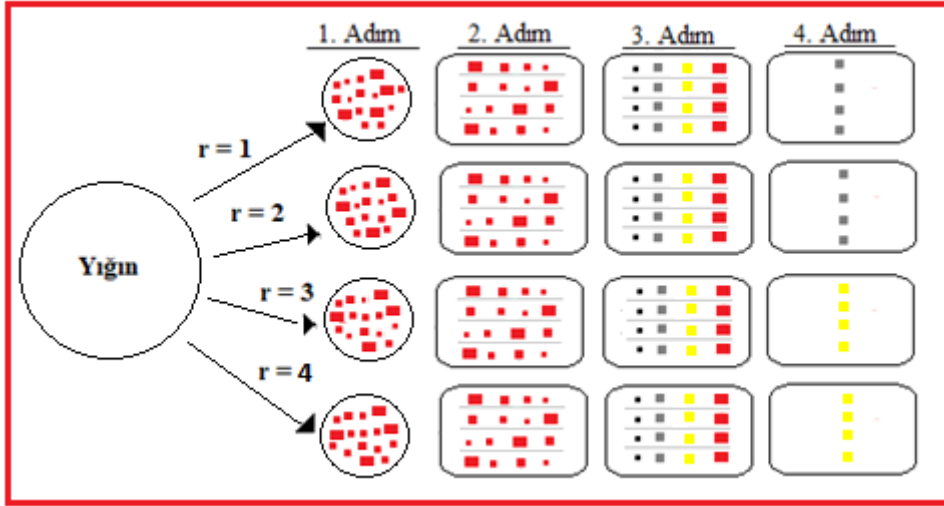 1. Adım 2. Adım 3. Adım 4. Adım
r = 1
r = 2
Yığın
r = 3
r = 4